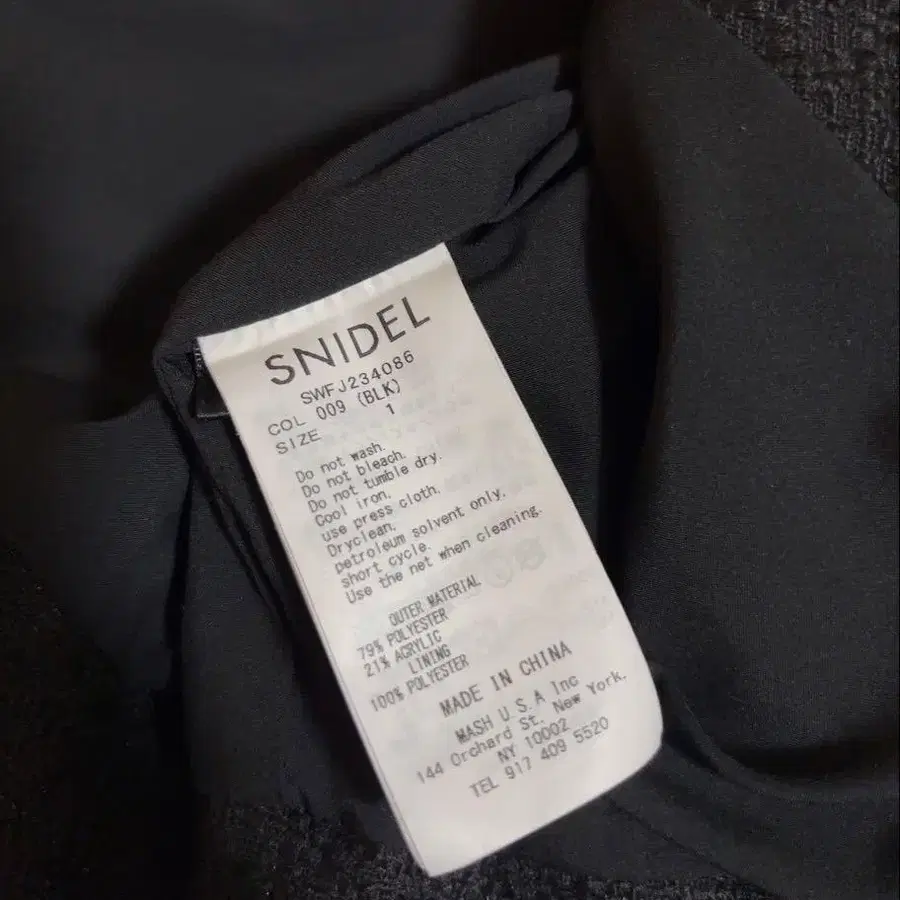 SNIDEL
SWFJ234086
COL 009 (BLK)
SIZE 1
Do not wash.
Do not bleach.
Do not tumble dry.
Cool iron.
use press cloth.
Dryclean.
petroleum solvent only.
short cycle.
Use the net when cleaning.
OUTER MATERIAL
79% POLYESTER
21% ACRYLIC
LINING
100% POLYESTER
MADE IN CHINA
MASH U.S.A Inc
144 Orchard St. New York.
NY 10002
TEL 917 409 5520